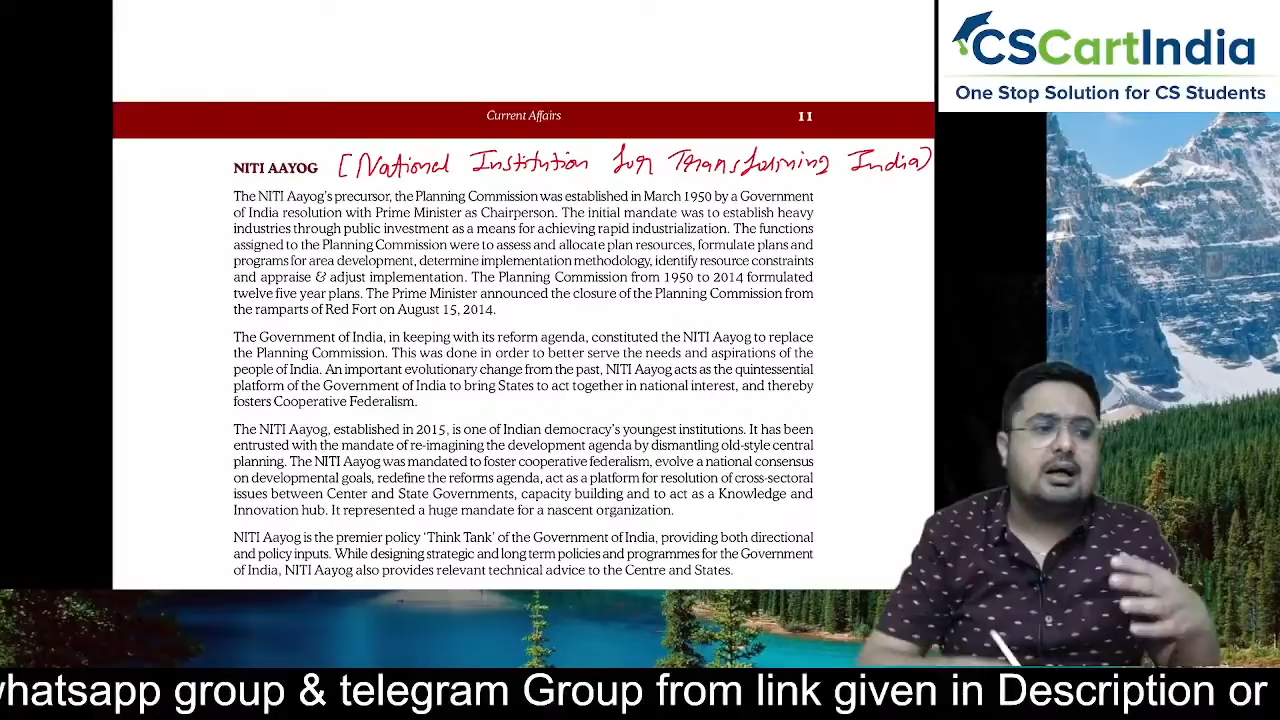 CSCartIndia
One Stop Solution for CS Students
Current Affairs 11
NITI AAYOG [National Institution for Transforming India)
The NITI Aayog's precursor, the Planning Commission was established in March 1950 by a Government
of India resolution with Prime Minister as Chairperson. The initial mandate was to establish heavy
industries through public investment as a means for achieving rapid industrialization. The functions
assigned to the Planning Commission were to assess and allocate plan resources, formulate plans and
programs for area development, determine implementation methodology, identify resource constraints
and appraise & adjust implementation. The Planning Commission from 1950 to 2014 formulated
twelve five year plans. The Prime Minister announced the closure of the Planning Commission from
the ramparts of Red Fort on August 15, 2014.
The Government of India, in keeping with its reform agenda, constituted the NITI Aayog to replace
the Planning Commission. This was done in order to better serve the needs and aspirations of the
people of India. An important evolutionary change from the past, NITI Aayog acts as the quintessential
platform of the Government of India to bring States to act together in national interest, and thereby
fosters Cooperative Federalism.
The NITI Aayog, established in 2015, is one of Indian democracy's youngest institutions. It has been
entrusted with the mandate of re-imagining the development agenda by dismantling old-style central
planning. The NITI Aayog was mandated to foster cooperative federalism, evolve a national consensus
on developmental goals, redefine the reforms agenda, act as a platform for resolution of cross-sectoral
issues between Center and State Governments, capacity building and to act as a Knowledge and
Innovation hub. It represented a huge mandate for a nascent organization.
NITI Aayog is the premier policy 'Think Tank' of the Government of India, providing both directional
and policy inputs. While designing strategic and long term policies and programmes for the Government
of India, NITI Aayog also provides relevant technical advice to the Centre and States.
whatsapp group & telegram Group from link given in Description or